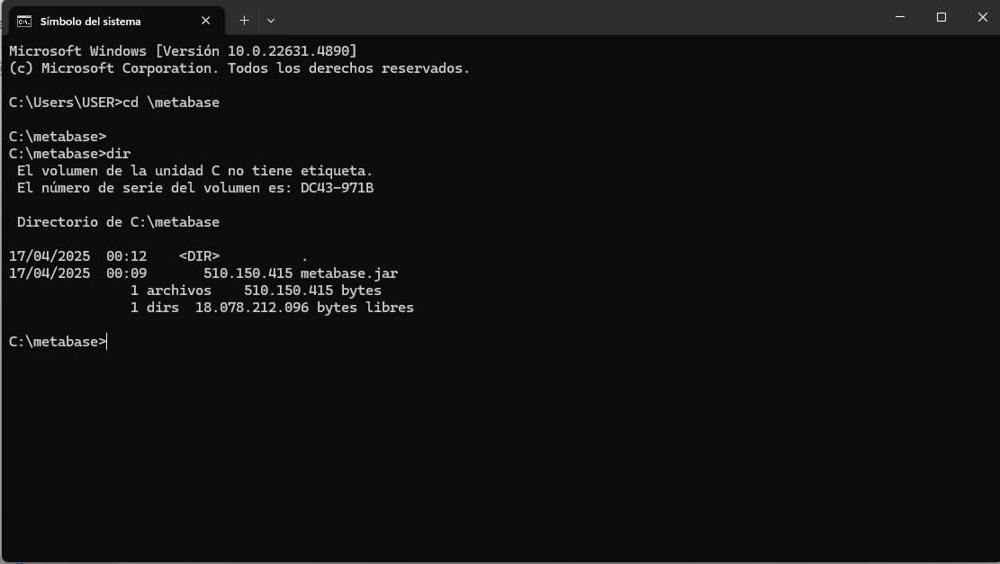 Símbolo del sistema
Microsoft Windows [Versión 10.0.22631.4890]
(c) Microsoft Corporation. Todos los derechos reservados.
C:\Users\USER>cd \metabase
C:\metabase>
C:\metabase>dir
 El volumen de la unidad C no tiene etiqueta.
 El número de serie del volumen es: DC43-971B
 Directorio de C:\metabase
17/04/2025  00:12    <DIR>          .
17/04/2025  00:09       510.150.415 metabase.jar
               1 archivos    510.150.415 bytes
               1 dirs  18.078.212.096 bytes libres
C:\metabase>